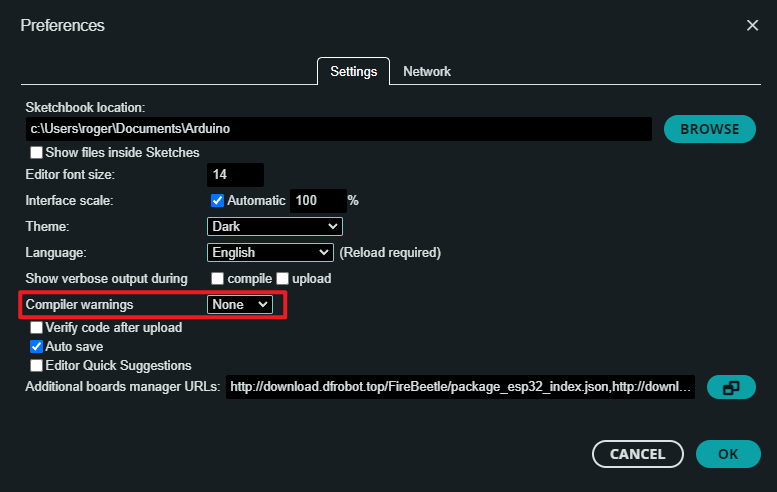 Preferences
Settings Network
Sketchbook location:
c:\Users\roger\Documents\Arduino BROWSE
Show files inside Sketches
Editor font size: 14
Interface scale: Automatic 100 %
Theme: Dark
Language: English (Reload required)
Show verbose output during compile upload
Compiler warnings None
Verify code after upload
Auto save
Editor Quick Suggestions
Additional boards manager URLs: http://download.dfrobot.top/FireBeetle/package_esp32_index.json,http://downl...
CANCEL OK